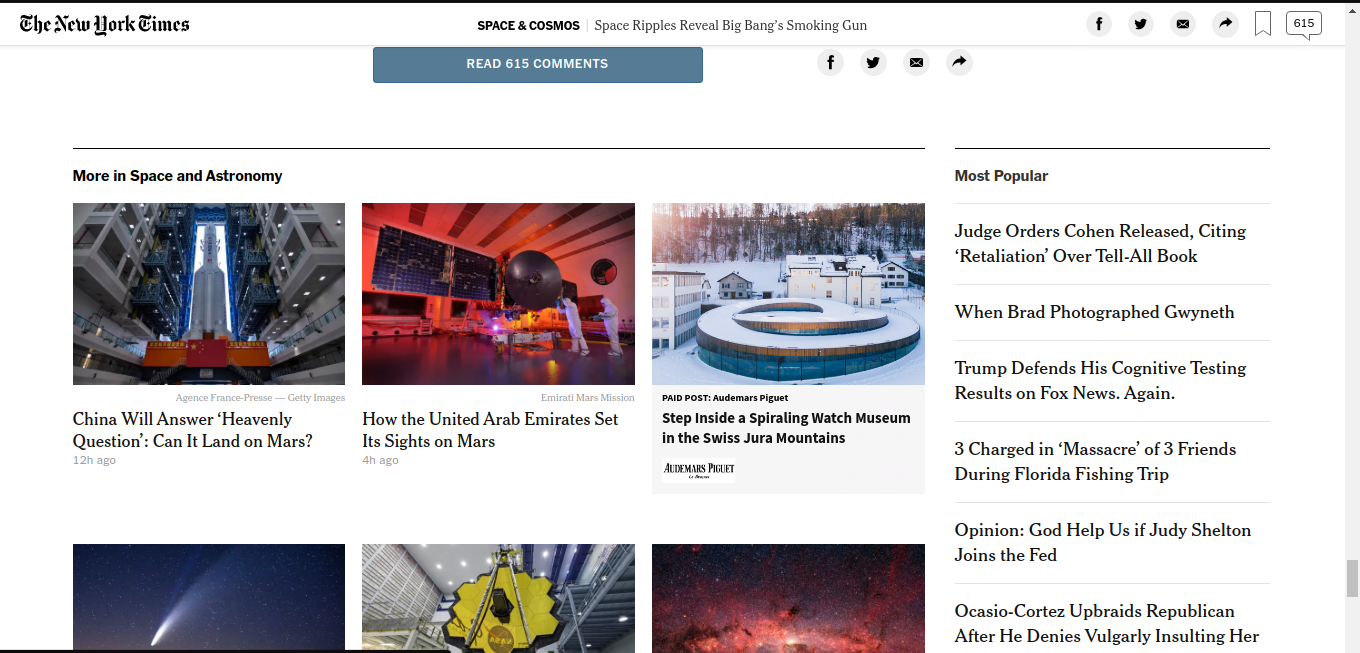 The New York Times
SPACE & COSMOS
Space Ripples Reveal Big Bang’s Smoking Gun
615
READ 615 COMMENTS
More in Space and Astronomy
Agence France-Presse — Getty Images
China Will Answer ‘Heavenly
Question’: Can It Land on Mars?
12h ago
Emirati Mars Mission
How the United Arab Emirates Set
Its Sights on Mars
4h ago
PAID POST: Audemars Piguet
Step Inside a Spiraling Watch Museum
in the Swiss Jura Mountains
AUDEMARS PIGUET
Le Brassus
Most Popular
Judge Orders Cohen Released, Citing
‘Retaliation’ Over Tell-All Book
When Brad Photographed Gwyneth
Trump Defends His Cognitive Testing
Results on Fox News. Again.
3 Charged in ‘Massacre’ of 3 Friends
During Florida Fishing Trip
Opinion: God Help Us if Judy Shelton
Joins the Fed
Ocasio-Cortez Upbraids Republican
After He Denies Vulgarly Insulting Her